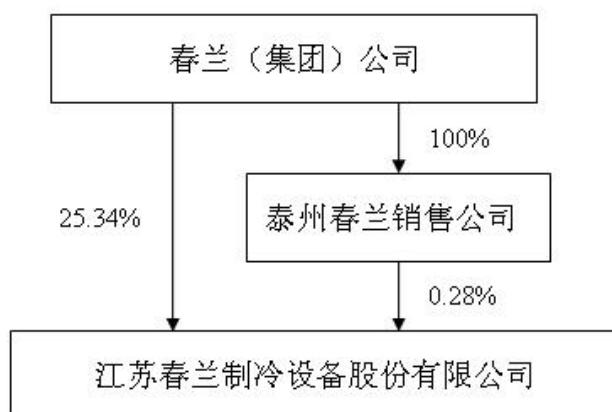 春兰（集团）公司
100%
25.34%
泰州春兰销售公司
0.28%
江苏春兰制冷设备股份有限公司